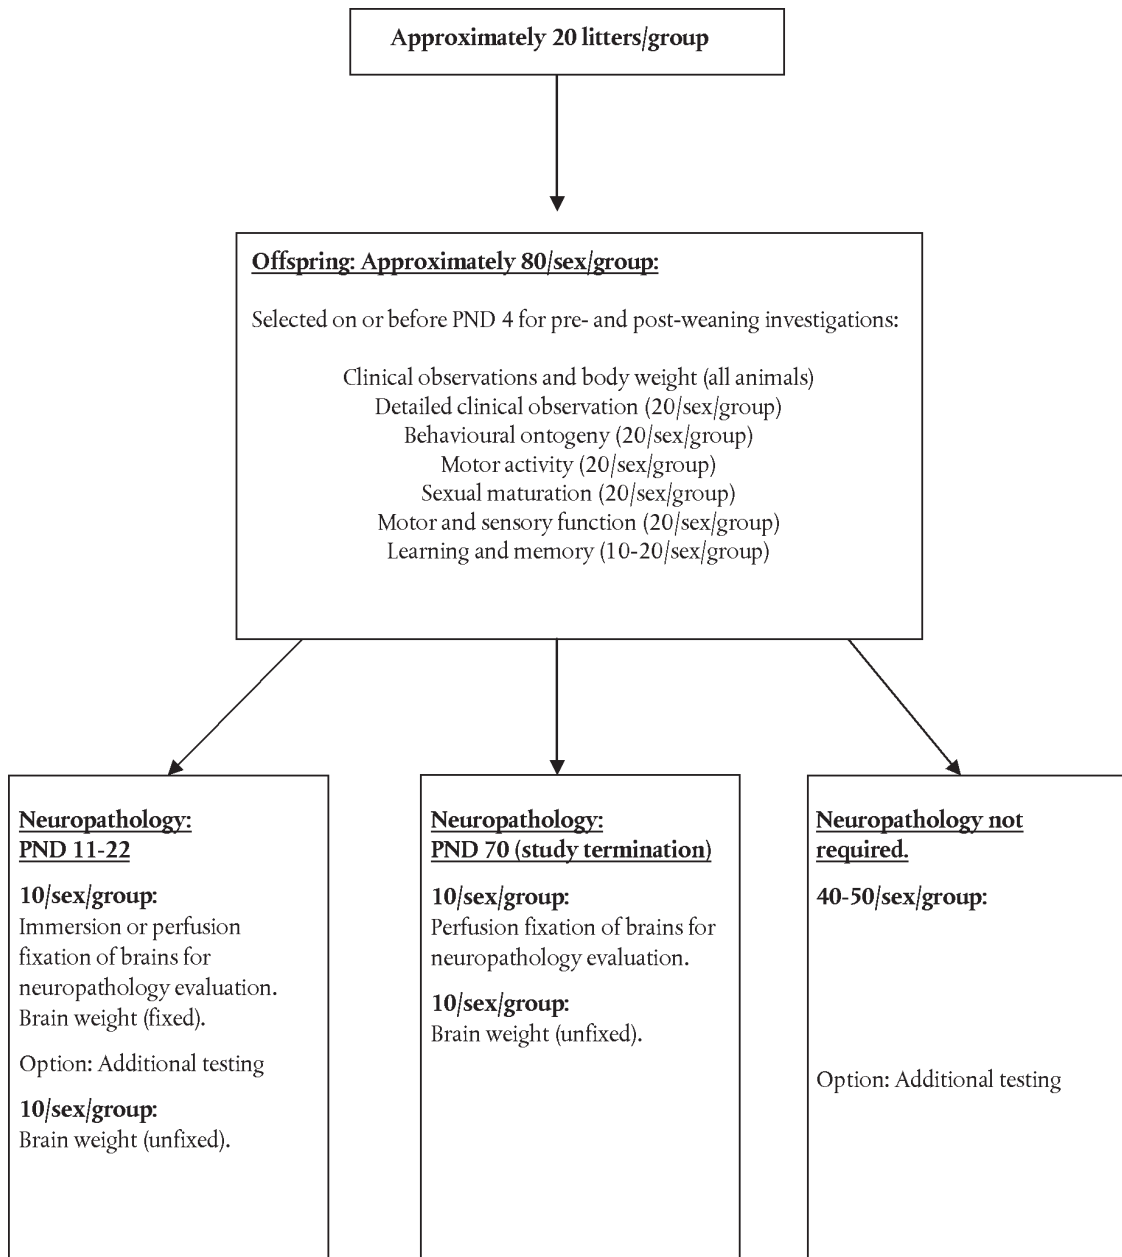 Approximately 20 litters/group
Offspring: Approximately 80/sex/group:
Selected on or before PND 4 for pre- and post-weaning investigations:
Clinical observations and body weight (all animals)
Detailed clinical observation (20/sex/group)
Behavioural ontogeny (20/sex/group)
Motor activity (20/sex/group)
Sexual maturation (20/sex/group)
Motor and sensory function (20/sex/group)
Learning and memory (10-20/sex/group)
Neuropathology:
PND 11-22
10/sex/group:
Immersion or perfusion
fixation of brains for
neuropathology evaluation.
Brain weight (fixed).
Option: Additional testing
10/sex/group:
Brain weight (unfixed).
Neuropathology:
PND 70 (study termination)
10/sex/group:
Perfusion fixation of brains for
neuropathology evaluation.
10/sex/group:
Brain weight (unfixed).
Neuropathology not
required.
40-50/sex/group:
Option: Additional testing